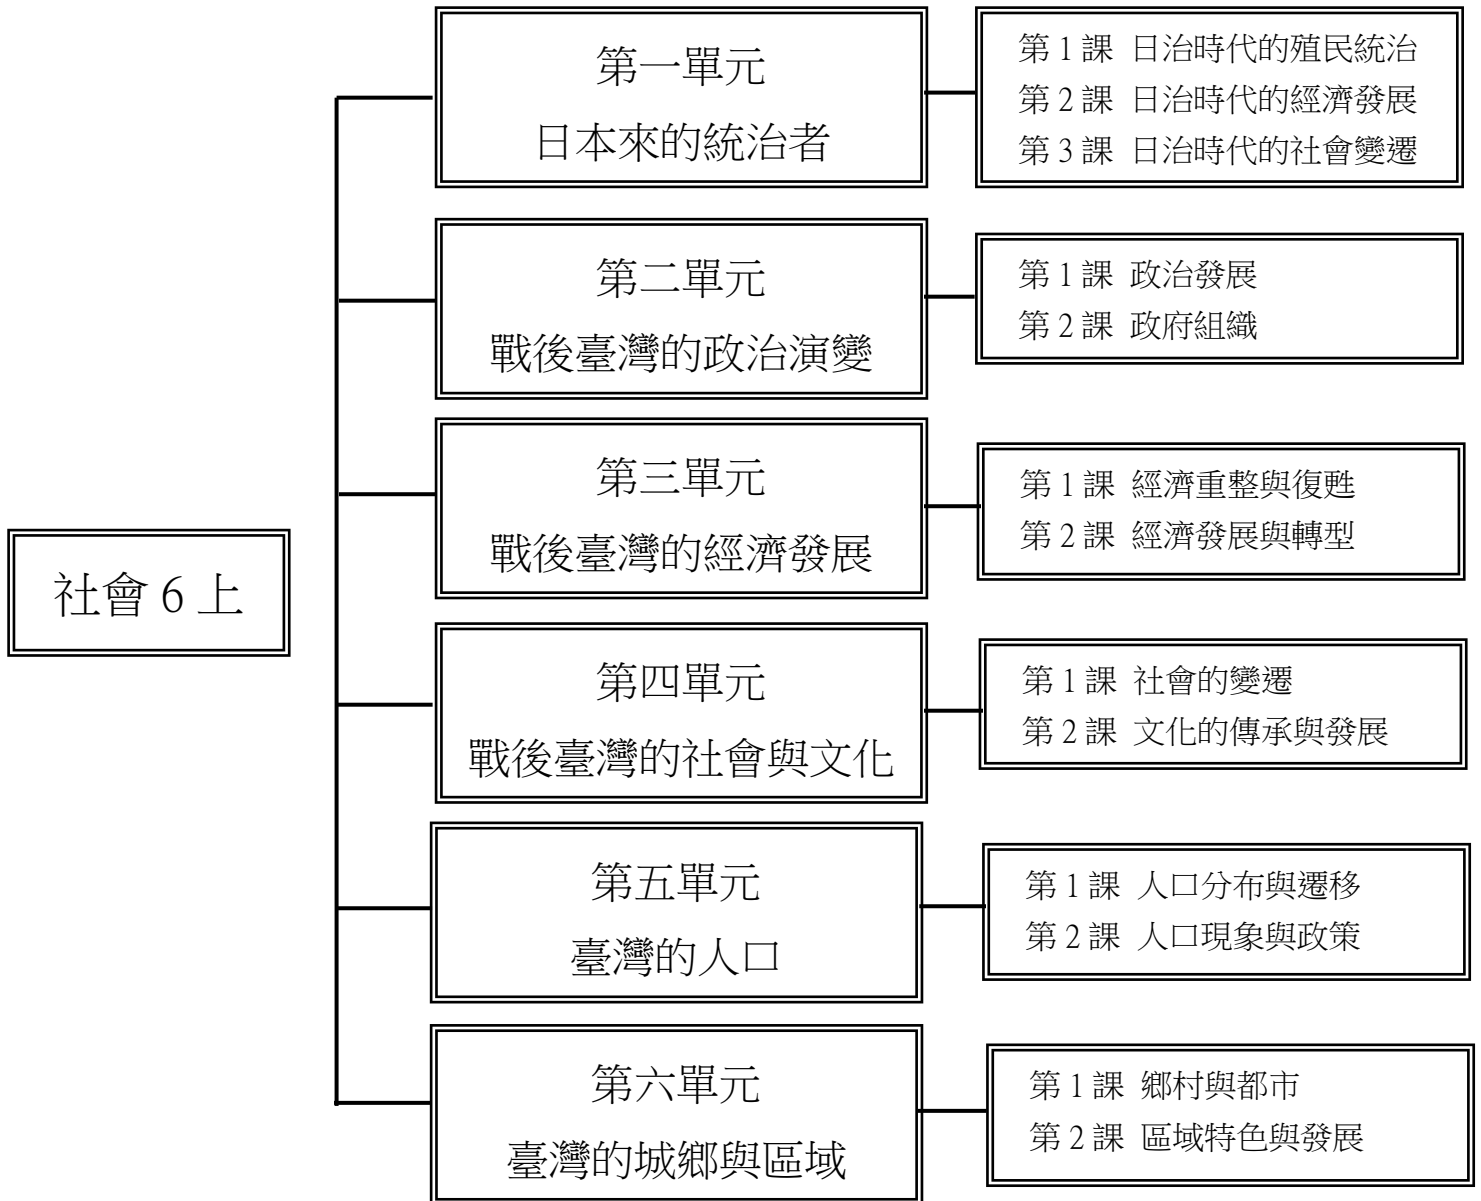 社會 6 上
第一單元
日本來的統治者
第 1 課 日治時代的殖民統治
第 2 課 日治時代的經濟發展
第 3 課 日治時代的社會變遷
第二單元
戰後臺灣的政治演變
第 1 課 政治發展
第 2 課 政府組織
第三單元
戰後臺灣的經濟發展
第 1 課 經濟重整與復甦
第 2 課 經濟發展與轉型
第四單元
戰後臺灣的社會與文化
第 1 課 社會的變遷
第 2 課 文化的傳承與發展
第五單元
臺灣的人口
第 1 課 人口分布與遷移
第 2 課 人口現象與政策
第六單元
臺灣的城鄉與區域
第 1 課 鄉村與都市
第 2 課 區域特色與發展